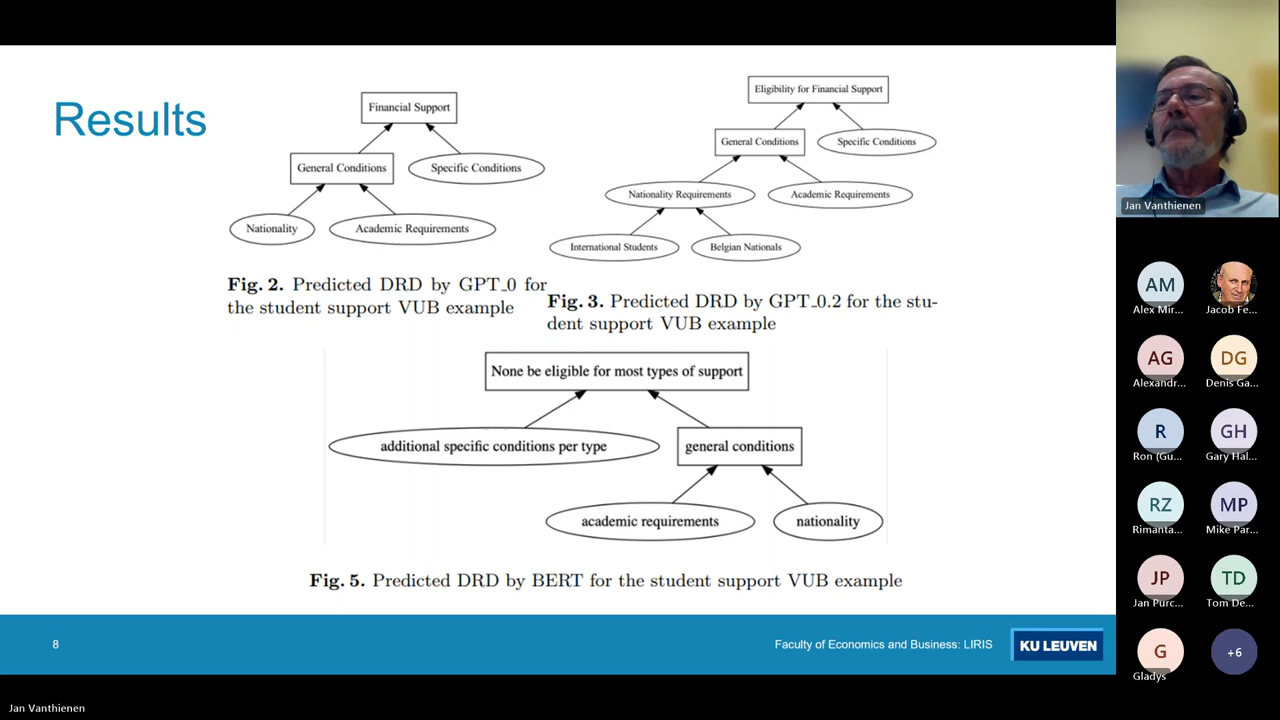 Results
Financial Support
General Conditions
Specific Conditions
Nationality
Academic Requirements
Fig. 2. Predicted DRD by GPT_0 for
the student support VUB example
Eligibility for Financial Support
General Conditions
Specific Conditions
Nationality Requirements
Academic Requirements
International Students
Belgian Nationals
Fig. 3. Predicted DRD by GPT_0.2 for the stu-
dent support VUB example
None be eligible for most types of support
additional specific conditions per type
general conditions
academic requirements
nationality
Fig. 5. Predicted DRD by BERT for the student support VUB example
8
Faculty of Economics and Business: LIRIS
KU LEUVEN
Jan Vanthienen
AM
Alex Mir...
Jacob Fe...
AG
Alexandr...
DG
Denis Ga...
R
Ron (Gu...
GH
Gary Hal...
RZ
Rimanta...
MP
Mike Par...
JP
Jan Purc...
TD
Tom De...
G
Gladys
+6
Jan Vanthienen